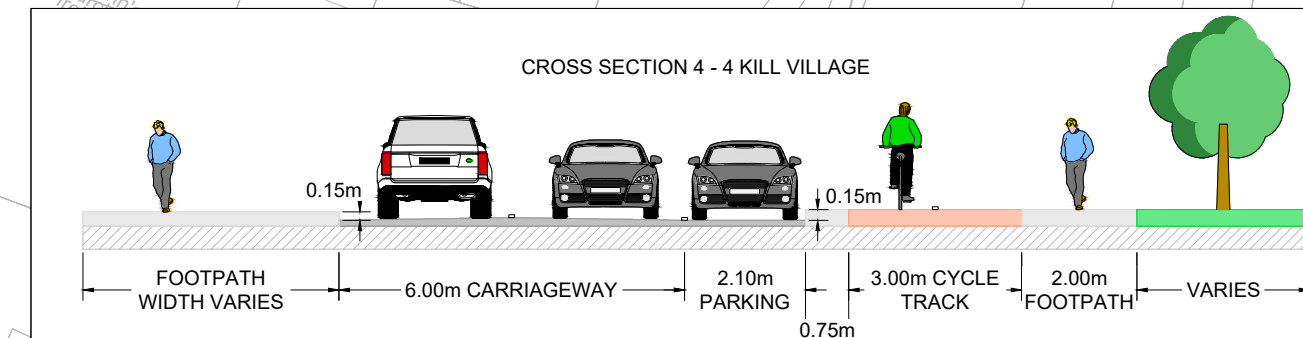 CROSS SECTION 4 - 4 KILL VILLAGE
0.15m
0.15m
FOOTPATH
WIDTH VARIES
6.00m CARRIAGEWAY
2.10m
PARKING
0.75m
3.00m CYCLE
TRACK
2.00m
FOOTPATH
VARIES